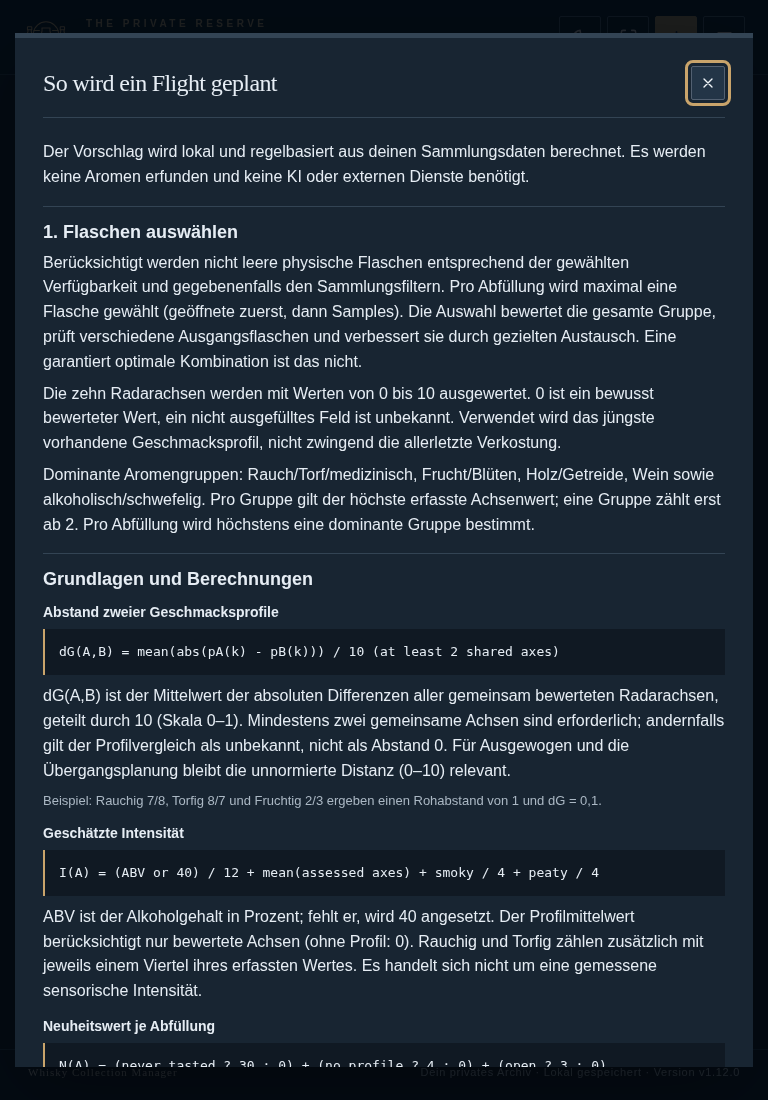 THE PRIVATE RESERVE
So wird ein Flight geplant
Der Vorschlag wird lokal und regelbasiert aus deinen Sammlungsdaten berechnet. Es werden
keine Aromen erfunden und keine KI oder externen Dienste benötigt.
1. Flaschen auswählen
Berücksichtigt werden nicht leere physische Flaschen entsprechend der gewählten
Verfügbarkeit und gegebenenfalls den Sammlungsfiltern. Pro Abfüllung wird maximal eine
Flasche gewählt (geöffnete zuerst, dann Samples). Die Auswahl bewertet die gesamte Gruppe,
prüft verschiedene Ausgangsflaschen und verbessert sie durch gezielten Austausch. Eine
garantiert optimale Kombination ist das nicht.
Die zehn Radarachsen werden mit Werten von 0 bis 10 ausgewertet. 0 ist ein bewusst
bewerteter Wert, ein nicht ausgefülltes Feld ist unbekannt. Verwendet wird das jüngste
vorhandene Geschmacksprofil, nicht zwingend die allerletzte Verkostung.
Dominante Aromengruppen: Rauch/Torf/medizinisch, Frucht/Blüten, Holz/Getreide, Wein sowie
alkoholisch/schwefelig. Pro Gruppe gilt der höchste erfasste Achsenwert; eine Gruppe zählt erst
ab 2. Pro Abfüllung wird höchstens eine dominante Gruppe bestimmt.
Grundlagen und Berechnungen
Abstand zweier Geschmacksprofile
dG(A,B) = mean(abs(pA(k) - pB(k))) / 10 (at least 2 shared axes)
dG(A,B) ist der Mittelwert der absoluten Differenzen aller gemeinsam bewerteten Radarachsen,
geteilt durch 10 (Skala 0–1). Mindestens zwei gemeinsame Achsen sind erforderlich; andernfalls
gilt der Profilvergleich als unbekannt, nicht als Abstand 0. Für Ausgewogen und die
Übergangsplanung bleibt die unnormierte Distanz (0–10) relevant.
Beispiel: Rauchig 7/8, Torfig 8/7 und Fruchtig 2/3 ergeben einen Rohabstand von 1 und dG = 0,1.
Geschätzte Intensität
I(A) = (ABV or 40) / 12 + mean(assessed axes) + smoky / 4 + peaty / 4
ABV ist der Alkoholgehalt in Prozent; fehlt er, wird 40 angesetzt. Der Profilmittelwert
berücksichtigt nur bewertete Achsen (ohne Profil: 0). Rauchig und Torfig zählen zusätzlich mit
jeweils einem Viertel ihres erfassten Wertes. Es handelt sich nicht um eine gemessene
sensorische Intensität.
Neuheitswert je Abfüllung
N(A) = (never tasted ? 30 : 0) + (no profile ? 4 : 0) + (open ? 3 : 0)
Whisky Collection Manager
Dein privates Archiv · Lokal gespeichert · Version v1.12.0